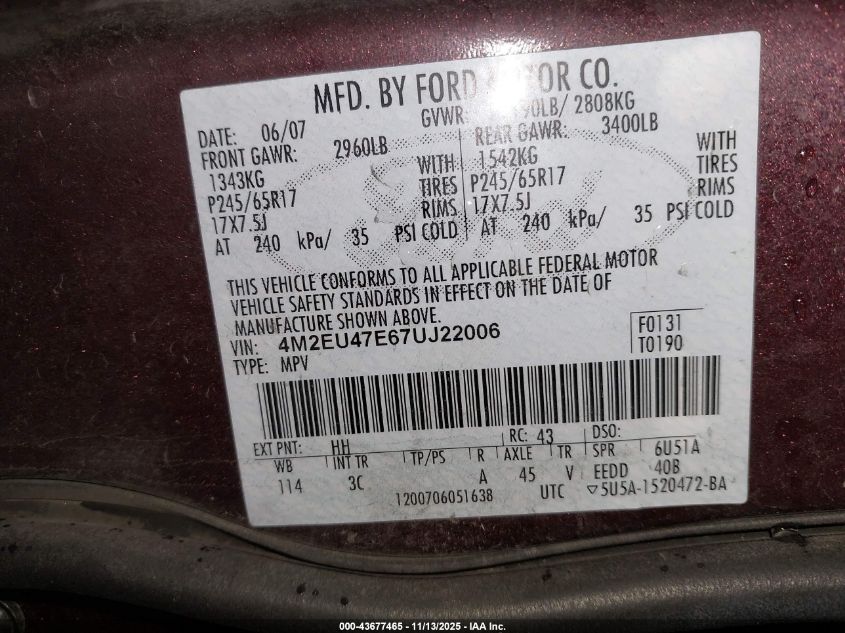 MFD. BY FORD MOTOR CO.
DATE: 06/07 GVWR: 90LB/ 2808KG
FRONT GAWR: 2960LB REAR GAWR: 3400LB
1343KG WITH 1542KG WITH
P245/65R17 TIRES P245/65R17 TIRES
17X7.5J RIMS 17X7.5J RIMS
AT 240 kPa/ 35 PSI COLD AT 240 kPa/ 35 PSI COLD
THIS VEHICLE CONFORMS TO ALL APPLICABLE FEDERAL MOTOR
VEHICLE SAFETY STANDARDS IN EFFECT ON THE DATE OF
MANUFACTURE SHOWN ABOVE.
VIN: 4M2EU47E67UJ22006 F0131
TYPE: MPV T0190
EXT PNT: HH RC: 43 DSO:
WB INT TR TP/PS R AXLE TR SPR 6U51A
114 3C A 45 V EEDD 40B
1200706051638 UTC ▽5U5A-1520472-BA
000-43677465 - 11/13/2025 - IAA Inc.